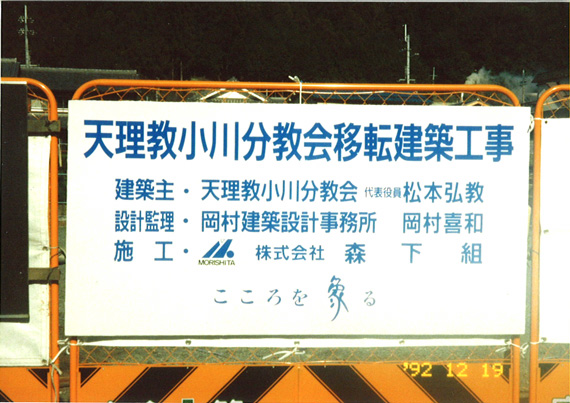 天理教小川分教会移転建築工事
建築主・天理教小川分教会 代表役員 松本弘教
設計監理・岡村建築設計事務所 岡村喜和
施工・MORISHITA 株式会社 森下組
こころを象る
'92 12 19